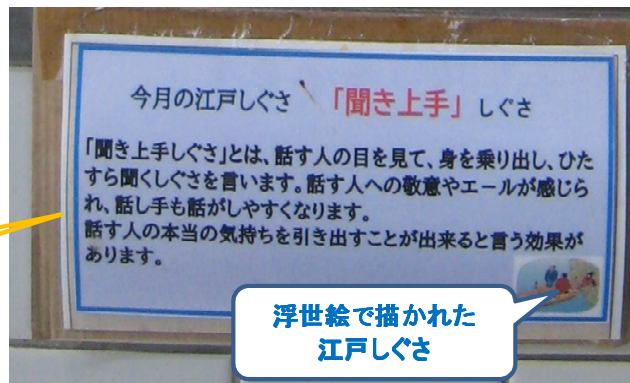 今月の江戸しぐさ 「聞き上手」しぐさ
「聞き上手しぐさ」とは、話す人の目を見て、身を乗り出し、ひた
すら聞くしぐさを言います。話す人への敬意やエールが感じら
れ、話し手も話がしやすくなります。
話す人の本当の気持ちを引き出すことが出来ると言う効果が
あります。
浮世絵で描かれた
江戸しぐさ